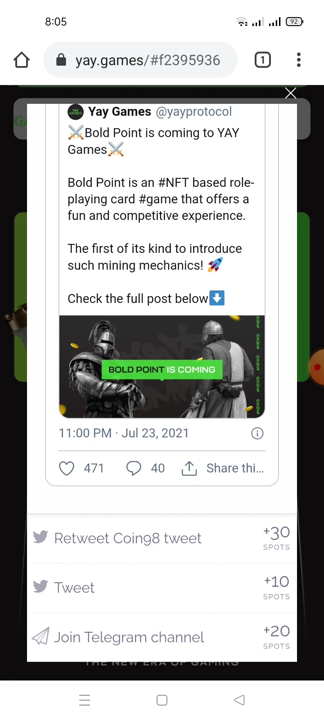 8:05
92
yay.games/#f2395936
1
Yay Games @yayprotocol
⚔️Bold Point is coming to YAY
Games⚔️
Bold Point is an #NFT based role-
playing card #game that offers a
fun and competitive experience.
The first of its kind to introduce
such mining mechanics! 🚀
Check the full post below⬇️
BOLD POINT IS COMING
11:00 PM · Jul 23, 2021
471
40
Share thi...
Retweet Coin98 tweet
+30
SPOTS
Tweet
+10
SPOTS
Join Telegram channel
+20
SPOTS
THE NEW ERA OF GAMING